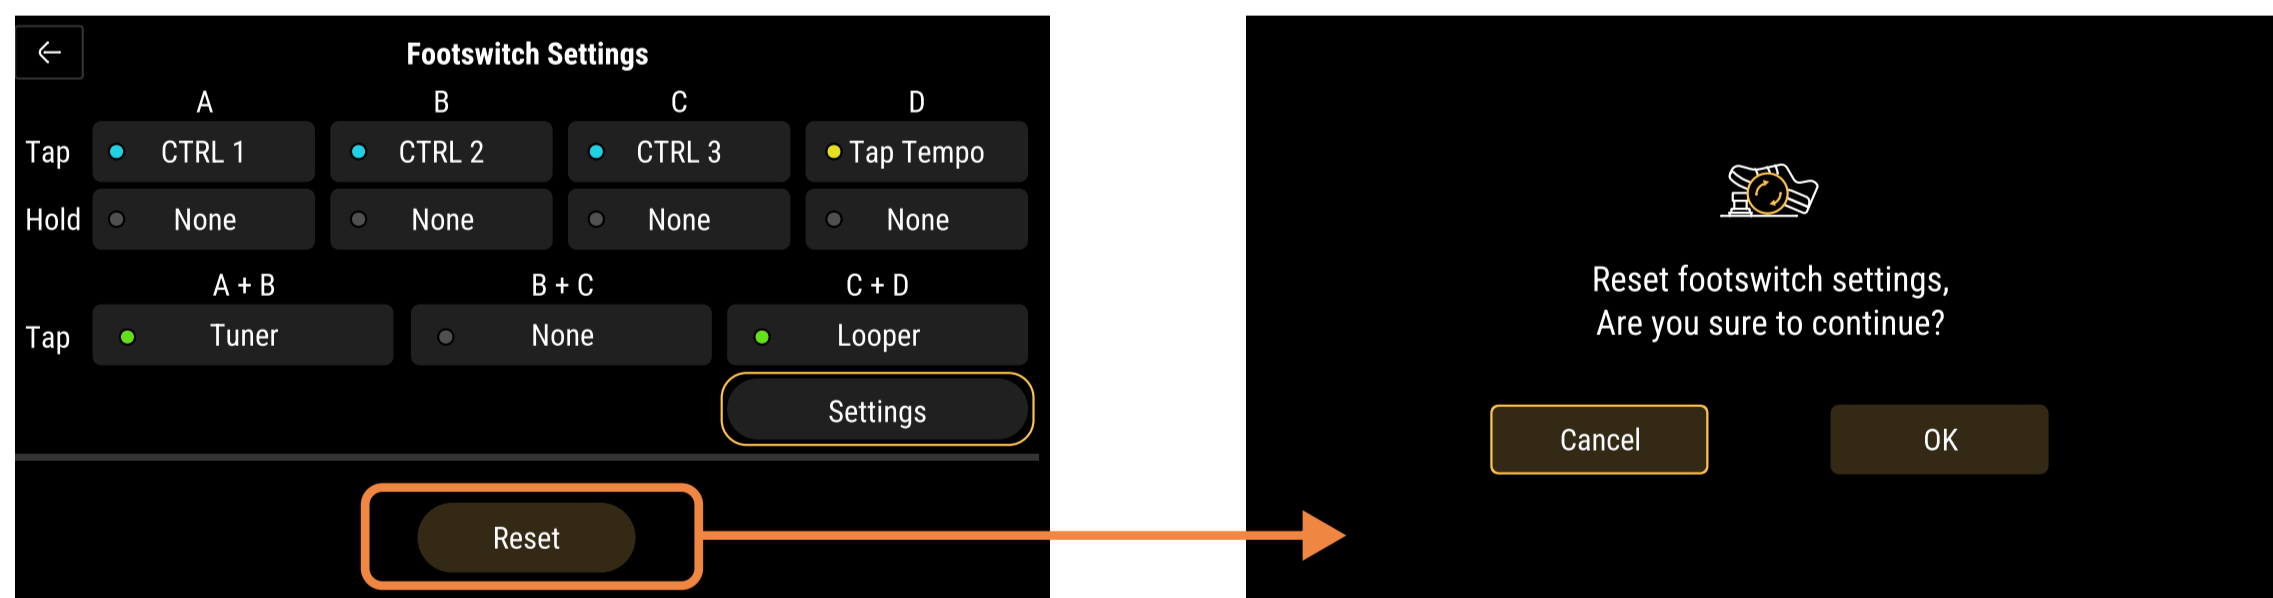 Footswitch Settings
A B C D
Tap CTRL 1 CTRL 2 CTRL 3 Tap Tempo
Hold None None None None
A + B B + C C + D
Tap Tuner None Looper
Settings
Reset
Reset footswitch settings,
Are you sure to continue?
Cancel OK